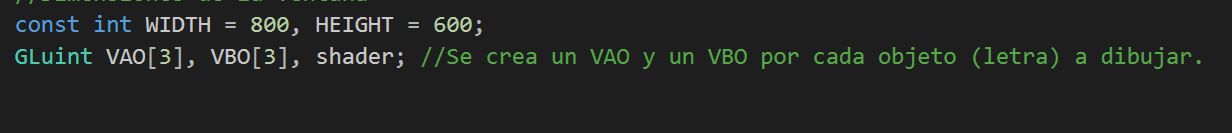 const int WIDTH = 800, HEIGHT = 600;
GLuint VAO[3], VBO[3], shader; //Se crea un VAO y un VBO por cada objeto (letra) a dibujar.